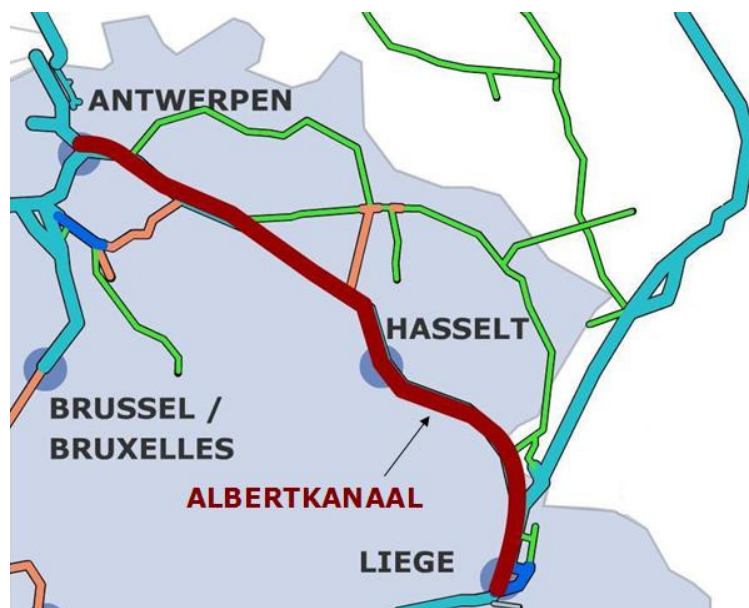 ANTWERPEN
HASSELT
BRUSSEL /
BRUXELLES
ALBERTKANAAL
LIEGE